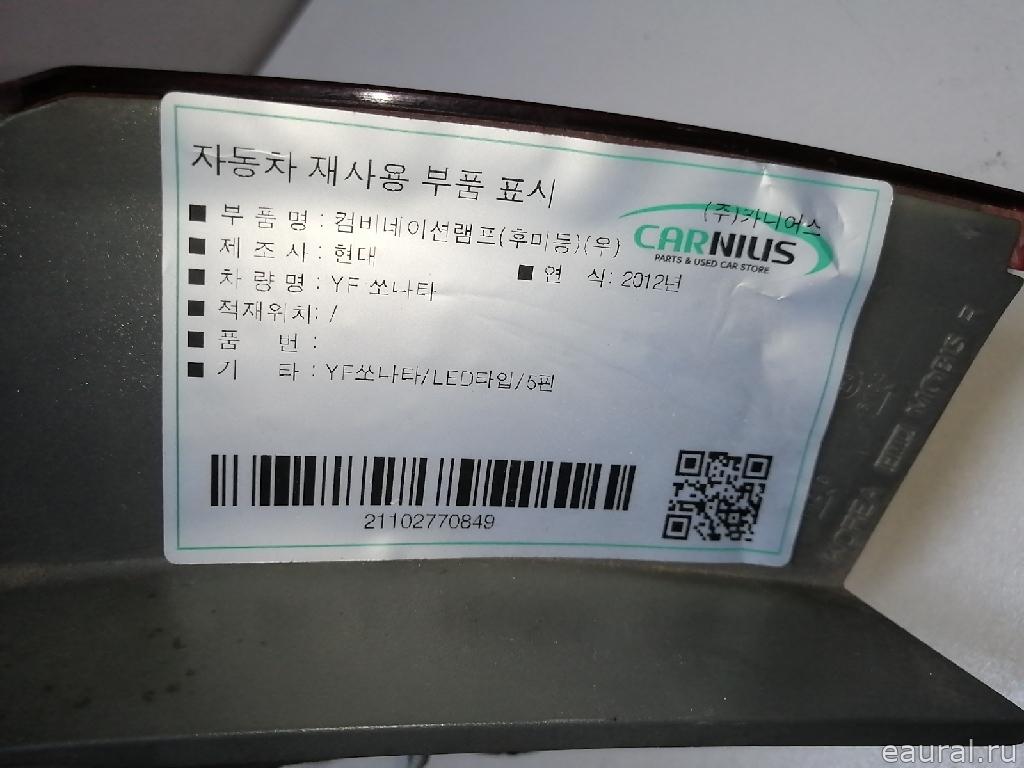 자동차 재사용 부품 표시
(주)카니어스
CARNIUS
PARTS & USED CAR STORE
■ 부 품 명 : 컴비네이션램프(후미등)(우)
■ 제 조 사 : 현대
■ 연 식: 2012년
■ 차 량 명 : YF 쏘나타
■ 적재위치: /
■ 품 번 :
■ 기 타 : YF쏘나타/LED타입/5핀
21102770849
MOBIS
KOREA
eaural.ru